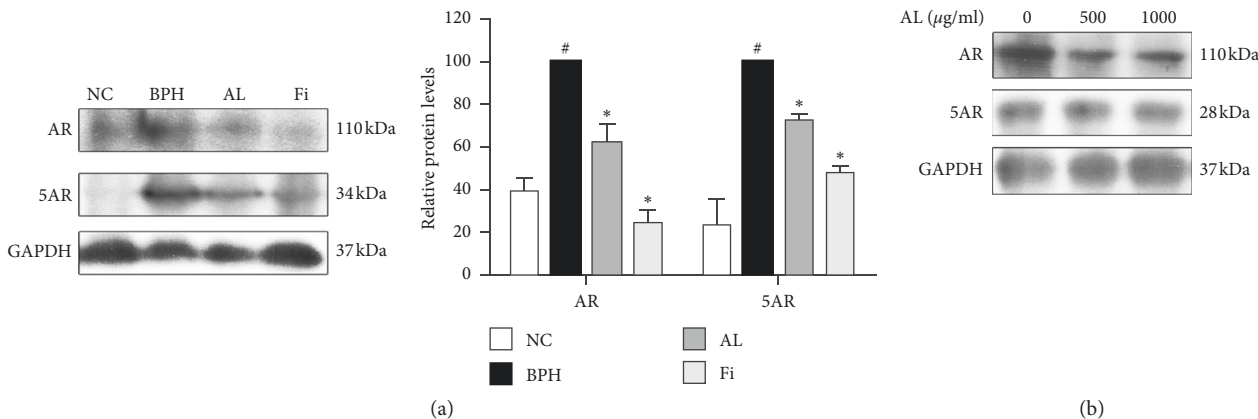 NC BPH AL Fi
AR 110 kDa
5AR 34 kDa
GAPDH 37 kDa
Relative protein levels
120
100
80
60
40
20
0
# * * # * *
AR 5AR
NC AL
BPH Fi
(a)
AL (μg/ml) 0 500 1000
AR 110 kDa
5AR 28 kDa
GAPDH 37 kDa
(b)